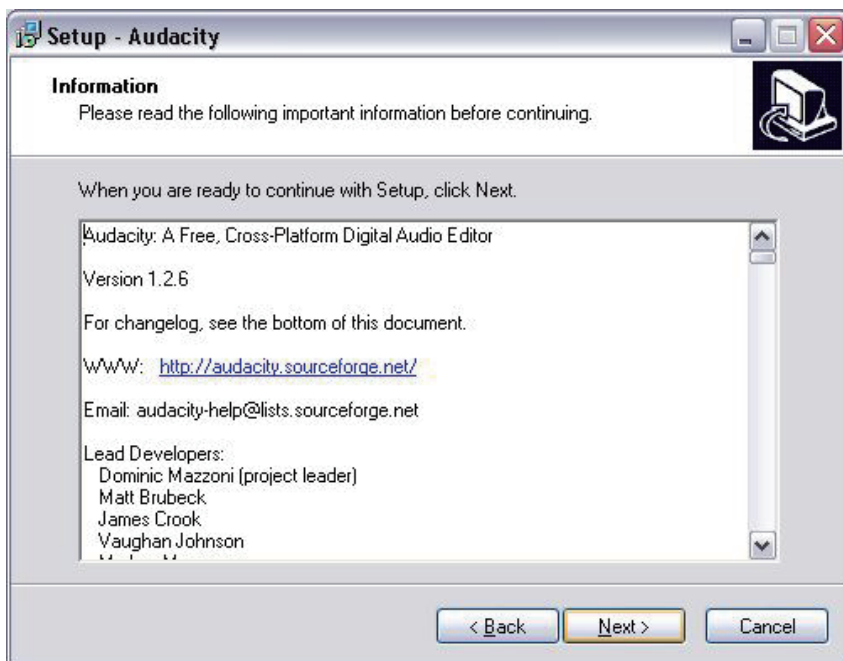 Setup - Audacity
Information
Please read the following important information before continuing.
When you are ready to continue with Setup, click Next.
Audacity: A Free, Cross-Platform Digital Audio Editor
Version 1.2.6
For changelog, see the bottom of this document.
WWW: http://audacity.sourceforge.net/
Email: audacity-help@lists.sourceforge.net
Lead Developers:
Dominic Mazzoni (project leader)
Matt Brubeck
James Crook
Vaughan Johnson
< Back Next > Cancel